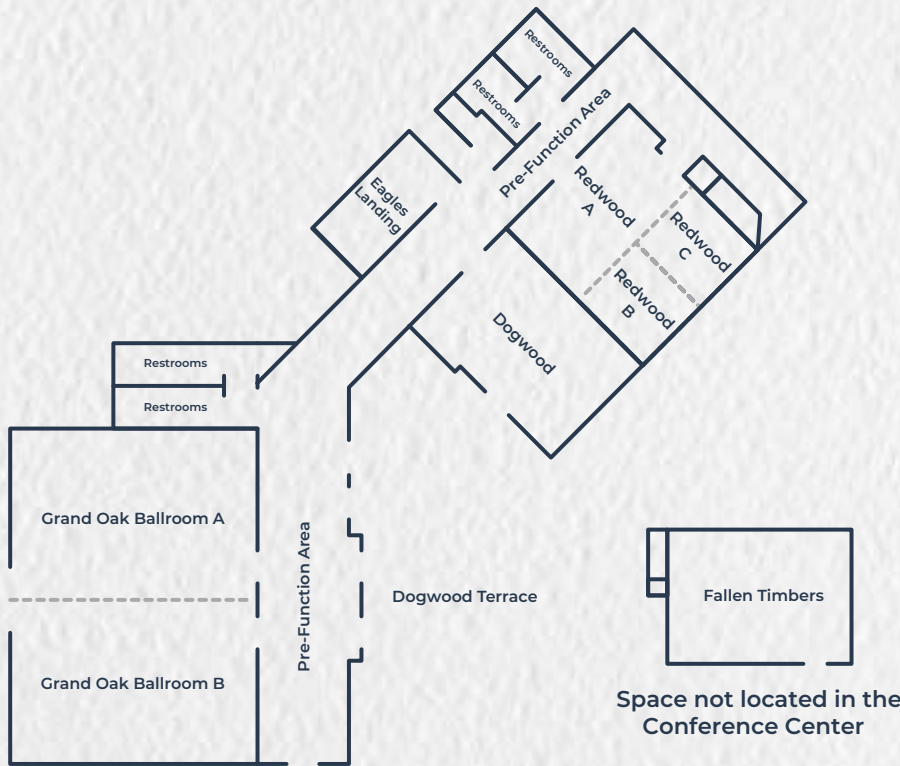 Restrooms
Restrooms
Pre-Function Area
Eagles
Landing
Redwood
A
Redwood
C
Redwood
B
Dogwood
Restrooms
Restrooms
Grand Oak Ballroom A
Pre-Function Area
Dogwood Terrace
Fallen Timbers
Grand Oak Ballroom B
Space not located in the
Conference Center